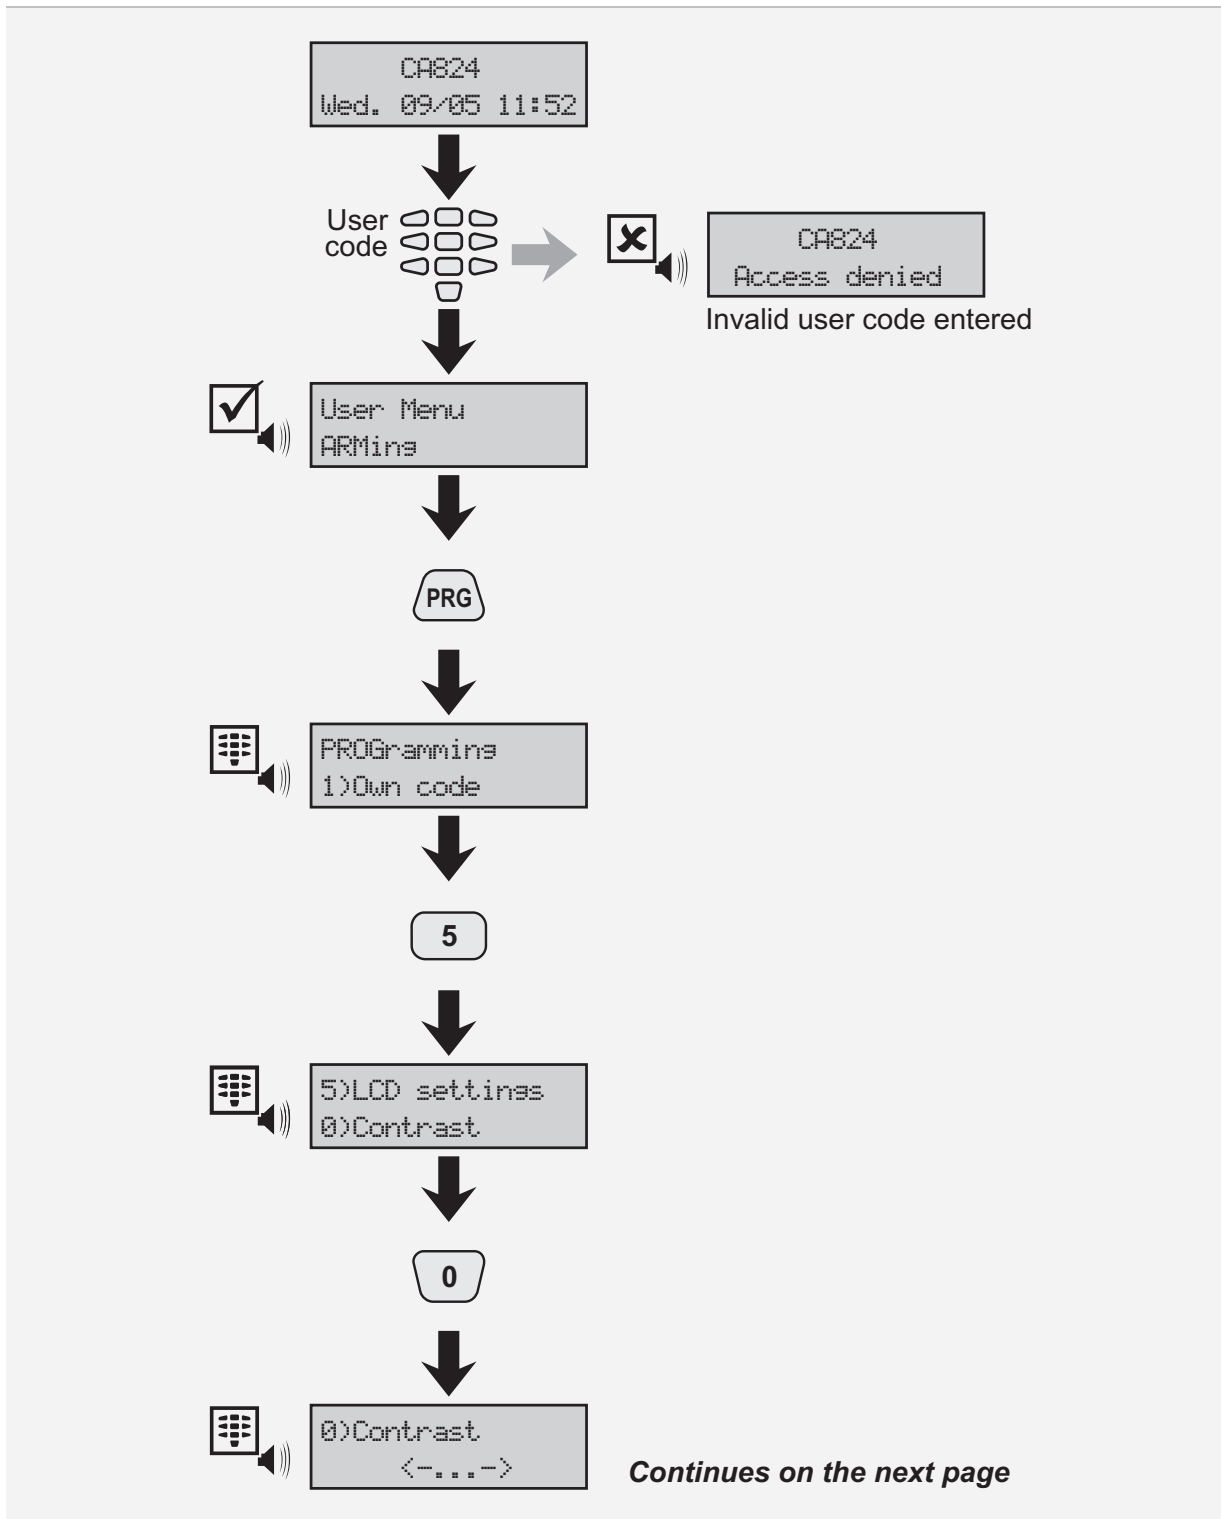 CA824
Wed. 09/05 11:52
User
code
CA824
Access denied
Invalid user code entered
User Menu
ARMing
PRG
PROGramming
1)Own code
5
5)LCD settings
0)Contrast
0
0)Contrast
<-...->
Continues on the next page